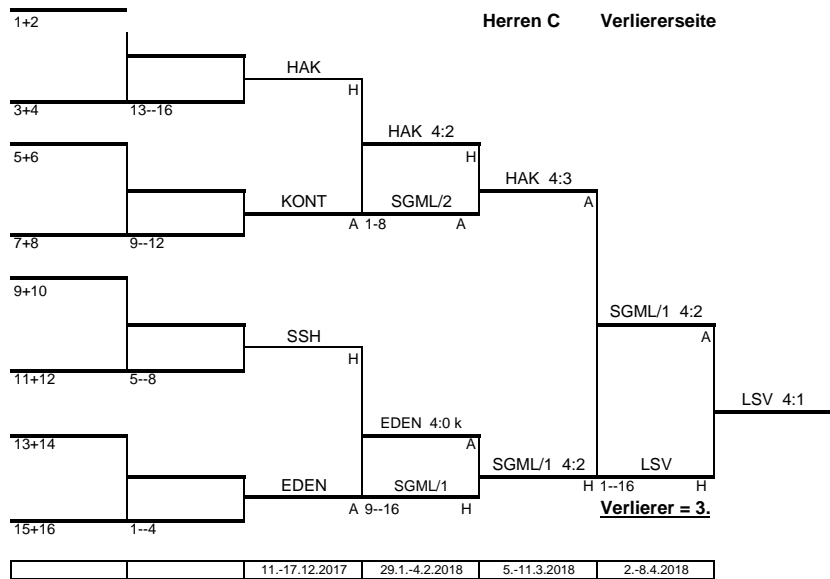 Herren C Verliererseite
1+2
HAK
H
3+4 13--16
HAK 4:2
H
5+6
HAK 4:3
A
KONT SGML/2
A 1-8 A
7+8 9--12
9+10
SGML/1 4:2
A
SSH
H
11+12 5--8
LSV 4:1
EDEN 4:0 k
A
13+14
SGML/1 4:2 LSV
H 1--16 H
EDEN SGML/1
A 9--16 H
Verlierer = 3.
15+16 1--4
11.-17.12.2017 29.1.-4.2.2018 5.-11.3.2018 2.-8.4.2018